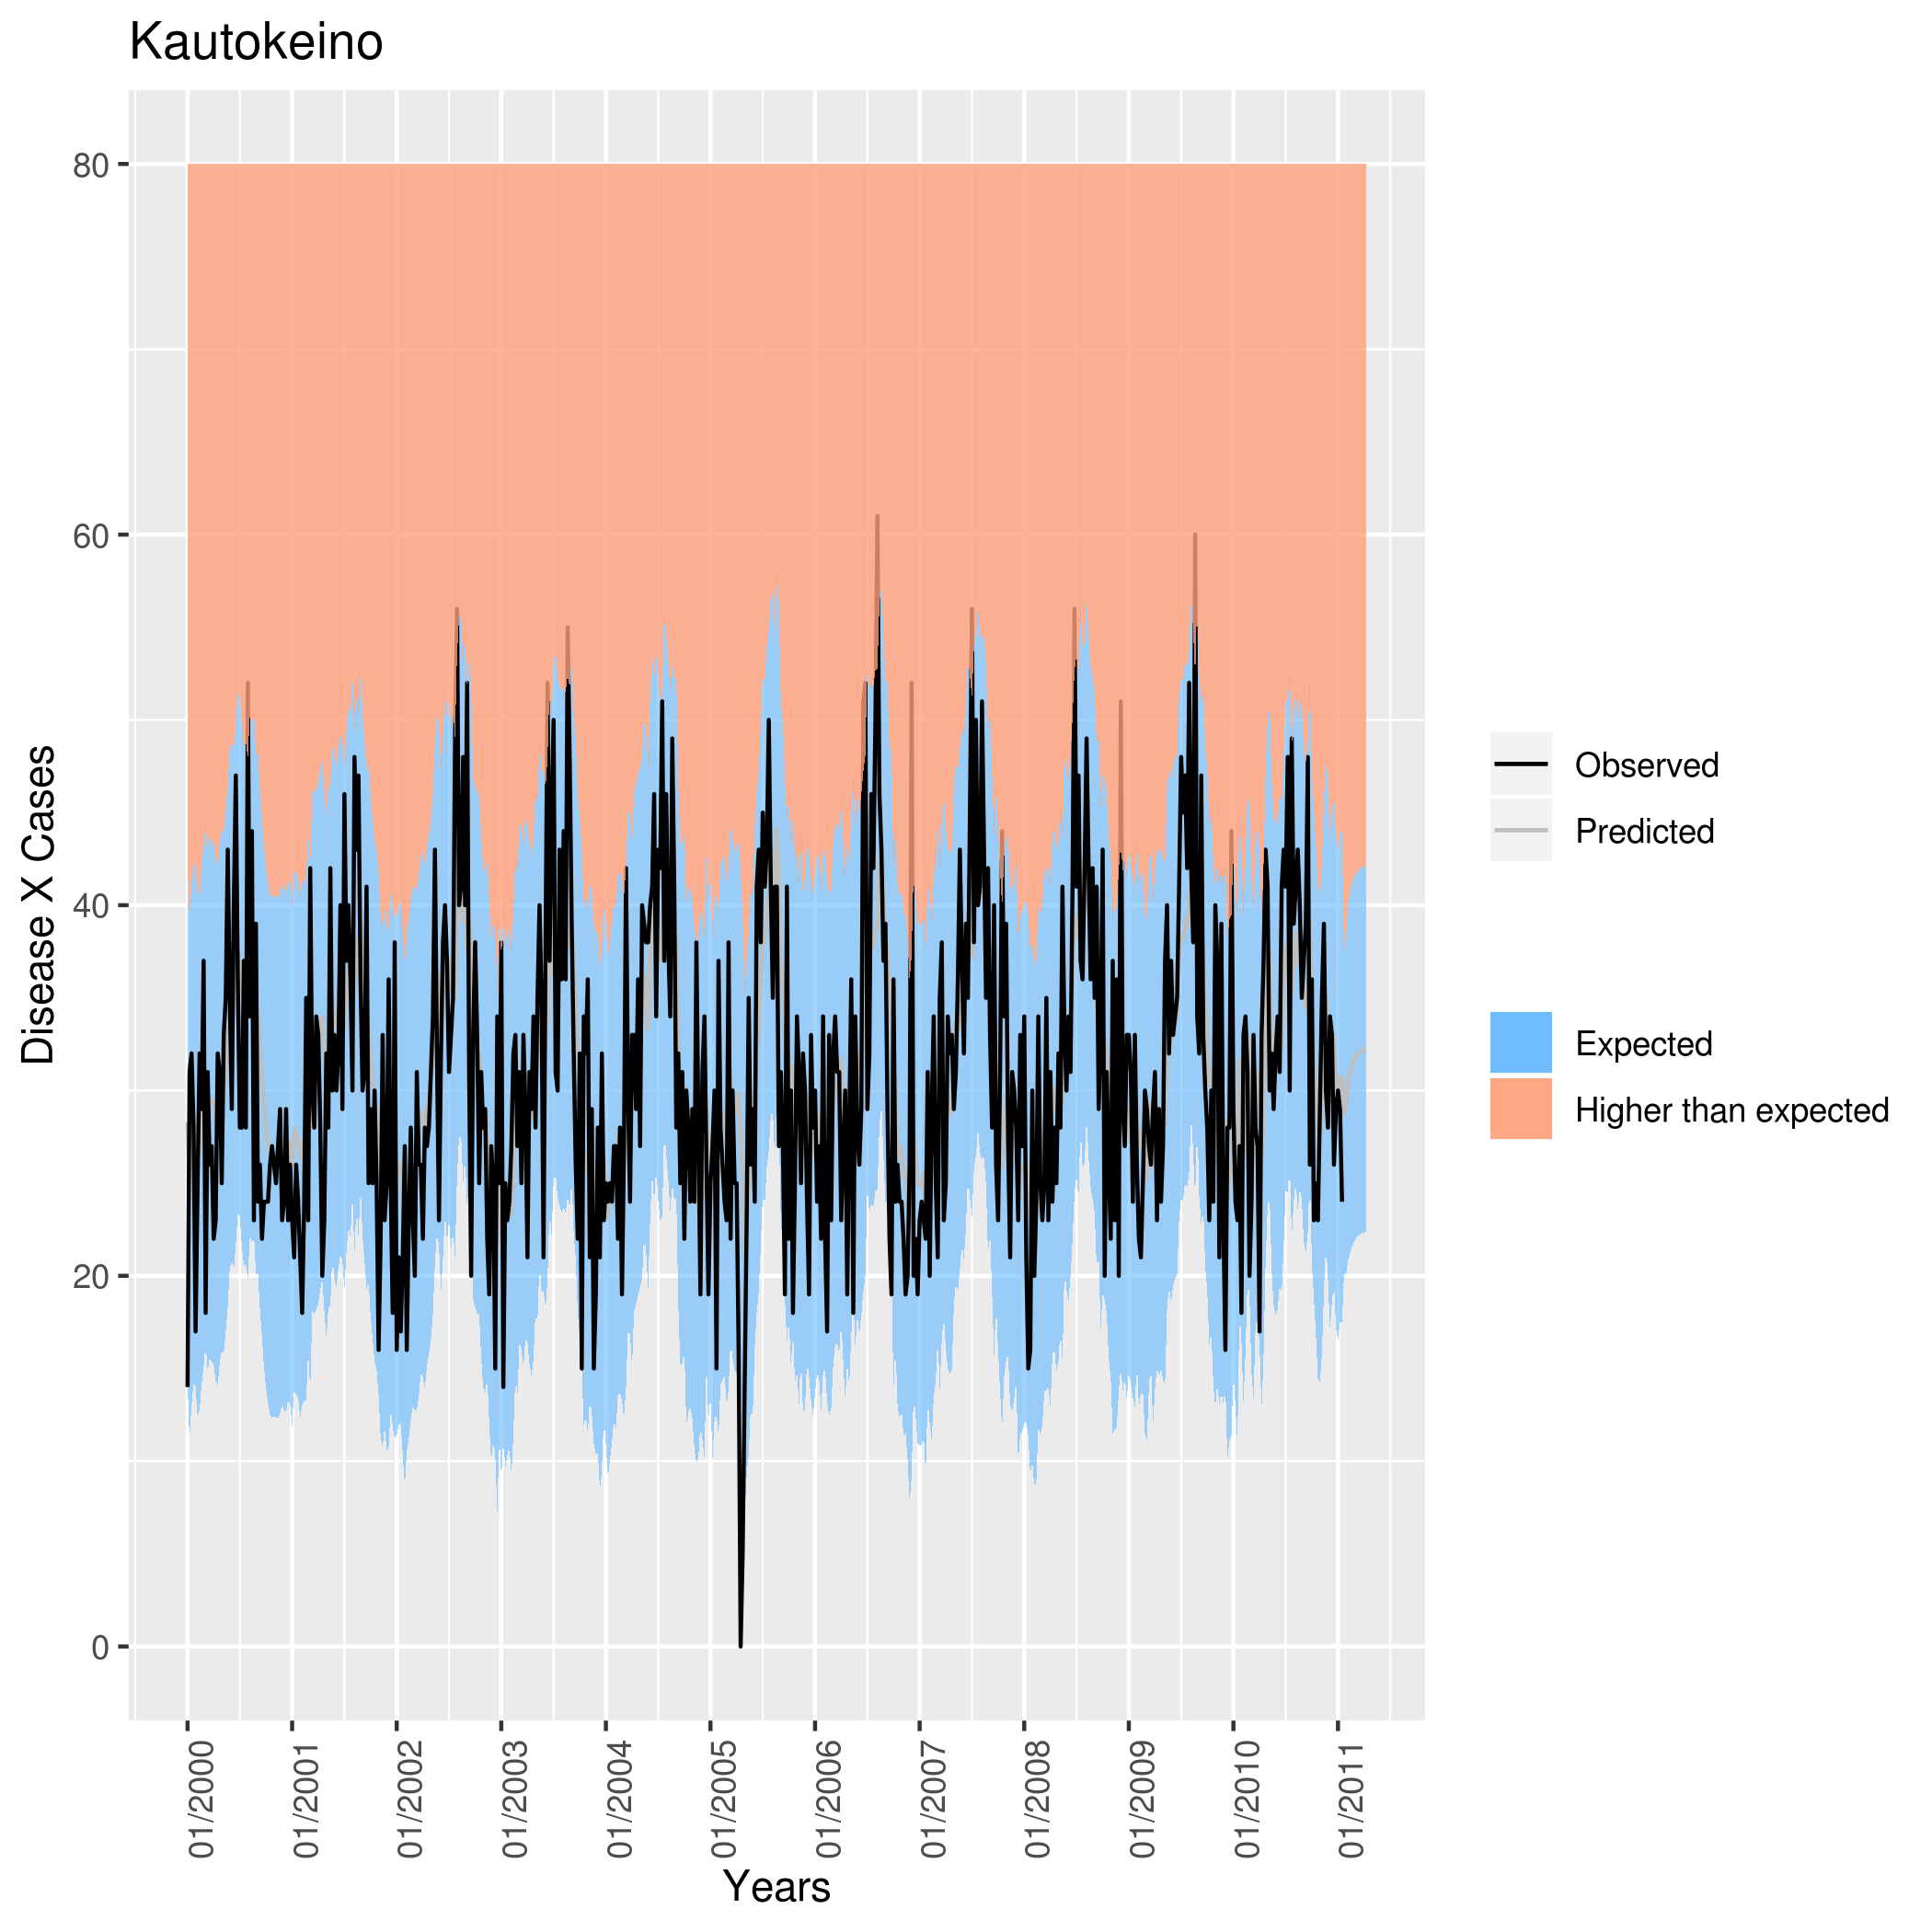 Kautokeino
Disease X Cases
80
60
40
20
0
01/2000
01/2001
01/2002
01/2003
01/2004
01/2005
01/2006
01/2007
01/2008
01/2009
01/2010
01/2011
Years
Observed
Predicted
Expected
Higher than expected